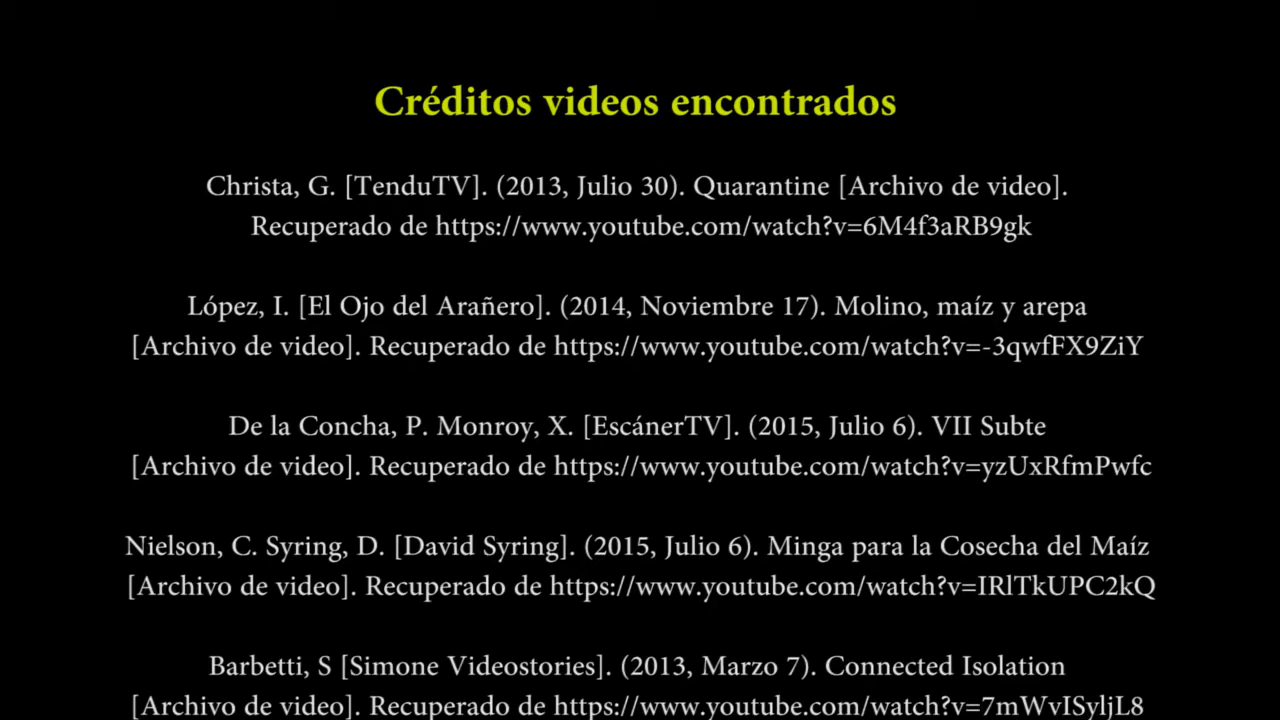 Créditos videos encontrados
Christa, G. [TenduTV]. (2013, Julio 30). Quarantine [Archivo de video].
Recuperado de https://www.youtube.com/watch?v=6M4f3aRB9gk
López, I. [El Ojo del Arañero]. (2014, Noviembre 17). Molino, maíz y arepa
[Archivo de video]. Recuperado de https://www.youtube.com/watch?v=-3qwfFX9ZiY
De la Concha, P. Monroy, X. [EscánerTV]. (2015, Julio 6). VII Subte
[Archivo de video]. Recuperado de https://www.youtube.com/watch?v=yzUxRfmPwfc
Nielson, C. Syring, D. [David Syring]. (2015, Julio 6). Minga para la Cosecha del Maíz
[Archivo de video]. Recuperado de https://www.youtube.com/watch?v=IRlTkUPC2kQ
Barbetti, S [Simone Videostories]. (2013, Marzo 7). Connected Isolation
[Archivo de video]. Recuperado de https://www.youtube.com/watch?v=7mWvISyljL8